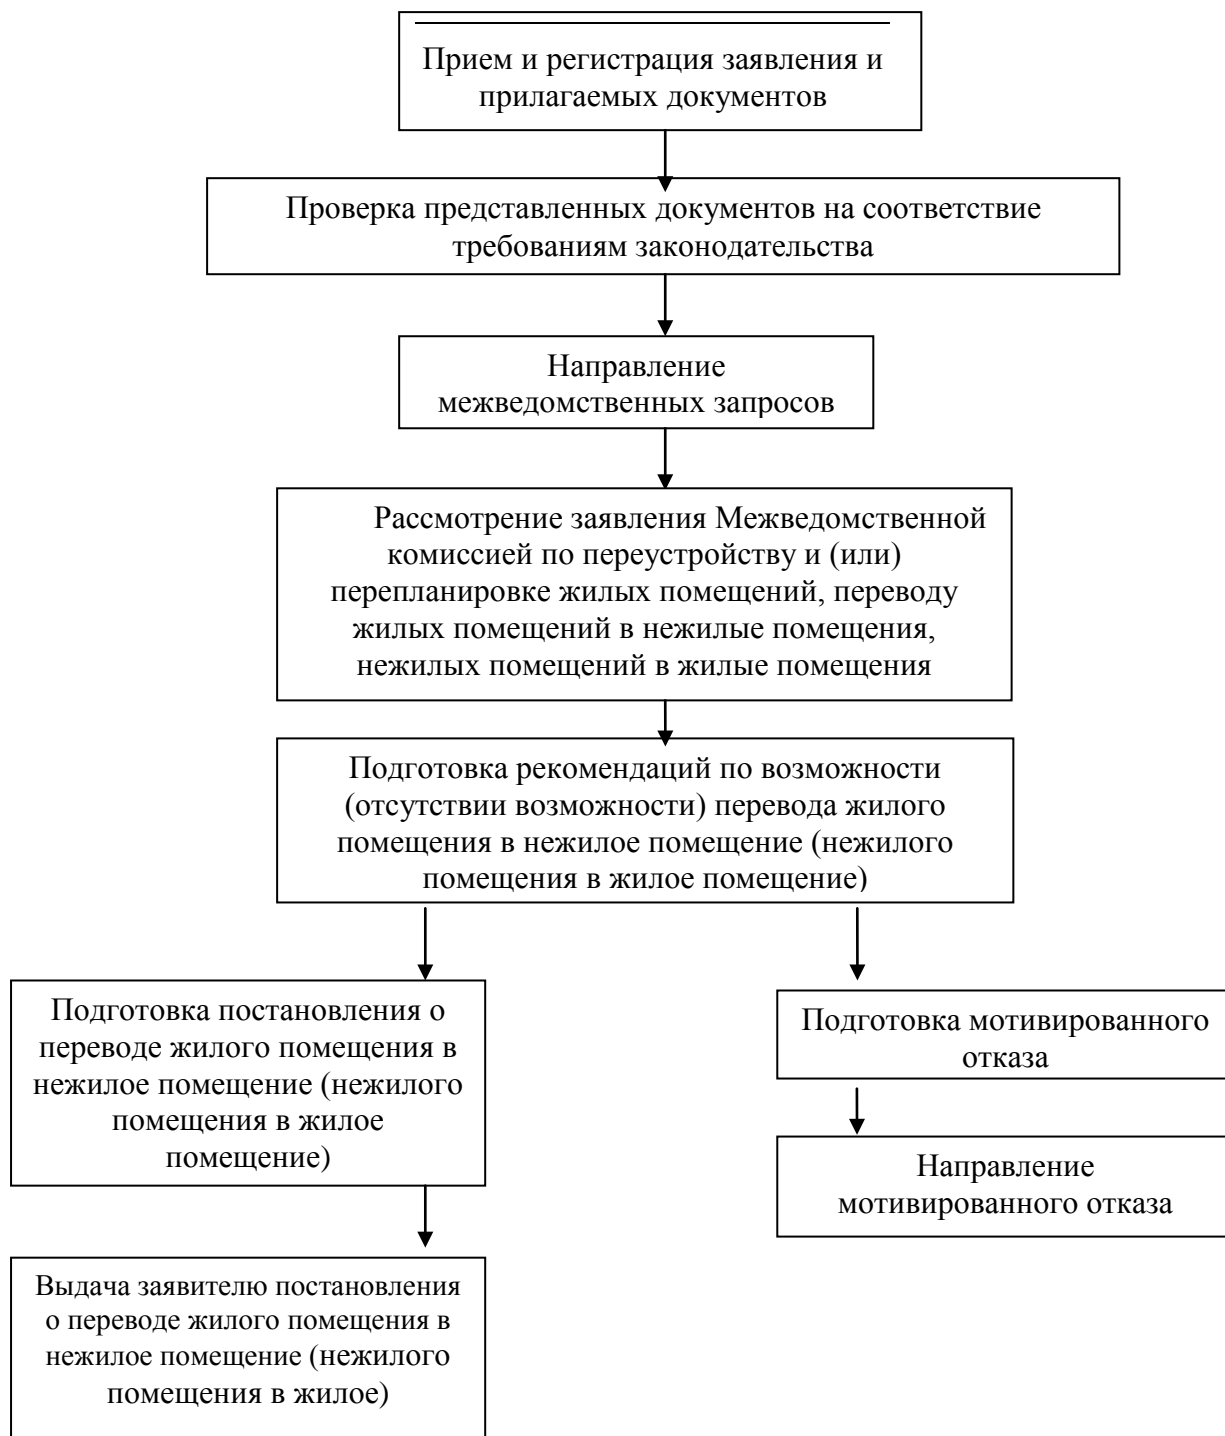 Прием и регистрация заявления и
прилагаемых документов
Проверка представленных документов на соответствие
требованиям законодательства
Направление
межведомственных запросов
Рассмотрение заявления Межведомственной
комиссией по переустройству и (или)
перепланировке жилых помещений, переводу
жилых помещений в нежилые помещения,
нежилых помещений в жилые помещения
Подготовка рекомендаций по возможности
(отсутствии возможности) перевода жилого
помещения в нежилое помещение (нежилого
помещения в жилое помещение)
Подготовка постановления о
переводе жилого помещения в
нежилое помещение (нежилого
помещения в жилое
помещение)
Подготовка мотивированного
отказа
Направление
мотивированного отказа
Выдача заявителю постановления
о переводе жилого помещения в
нежилое помещение (нежилого
помещения в жилое)